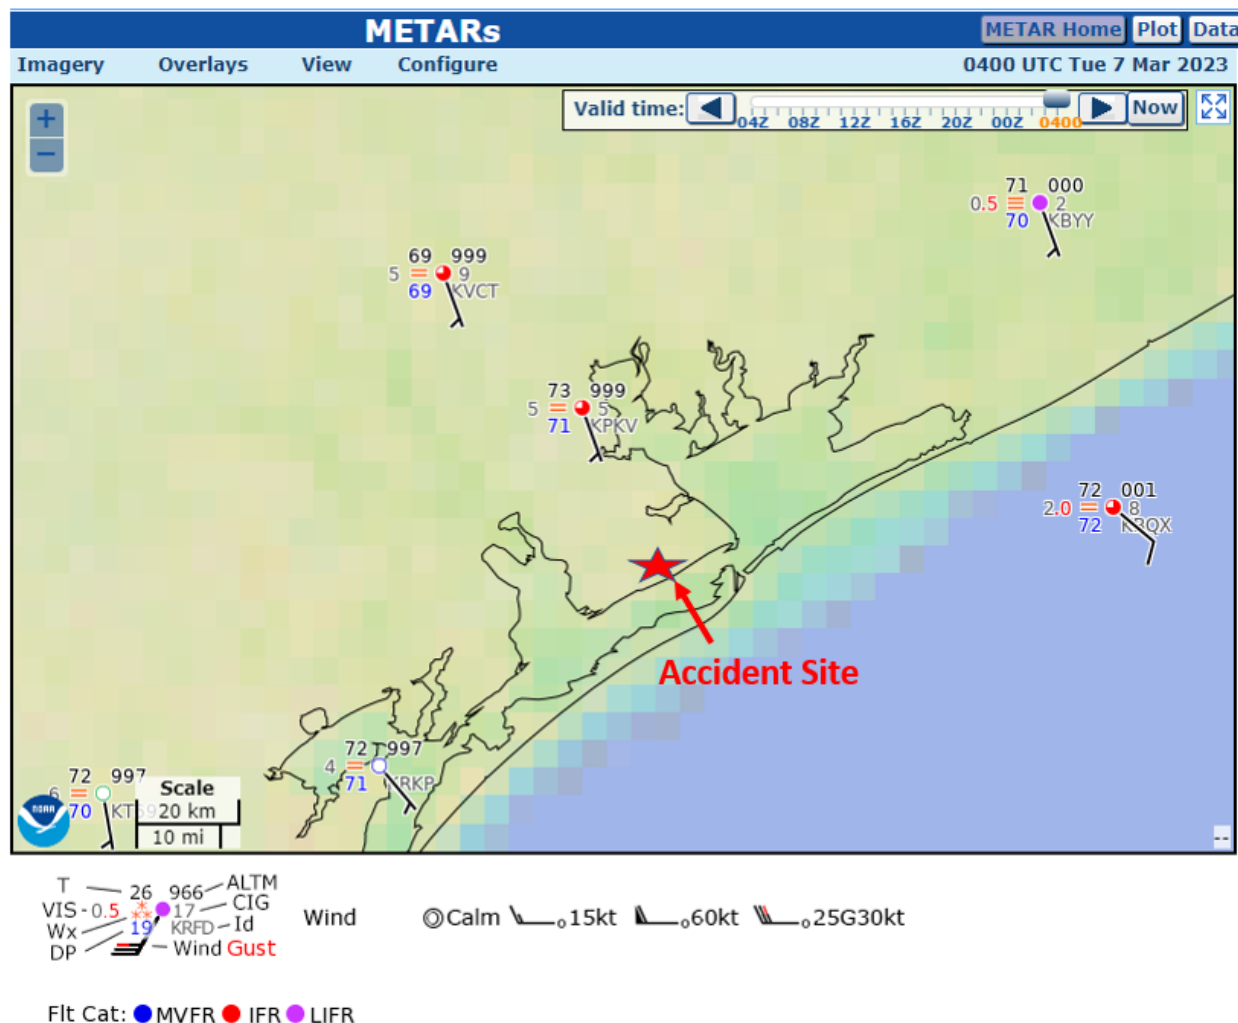 METARs
METAR Home Plot Data
Imagery Overlays View Configure 0400 UTC Tue 7 Mar 2023
+
−
Valid time: 04Z 08Z 12Z 16Z 20Z 00Z 0400 Now
71 000
0.5 2
70 KBYY
69 999
5 9
69 KVCT
73 999
5 5
71 KPKV
72 001
2.0 8
72 KBQX
Accident Site
72 997
4
71 KRKP
72 997
6
70
Scale
20 km
10 mi
NOAA
--
T 26 966 ALTM
VIS - 0.5 17 CIG
Wx KRFD Id
DP 19 Wind Gust
Wind Calm 15kt 60kt 25G30kt
Flt Cat: MVFR IFR LIFR